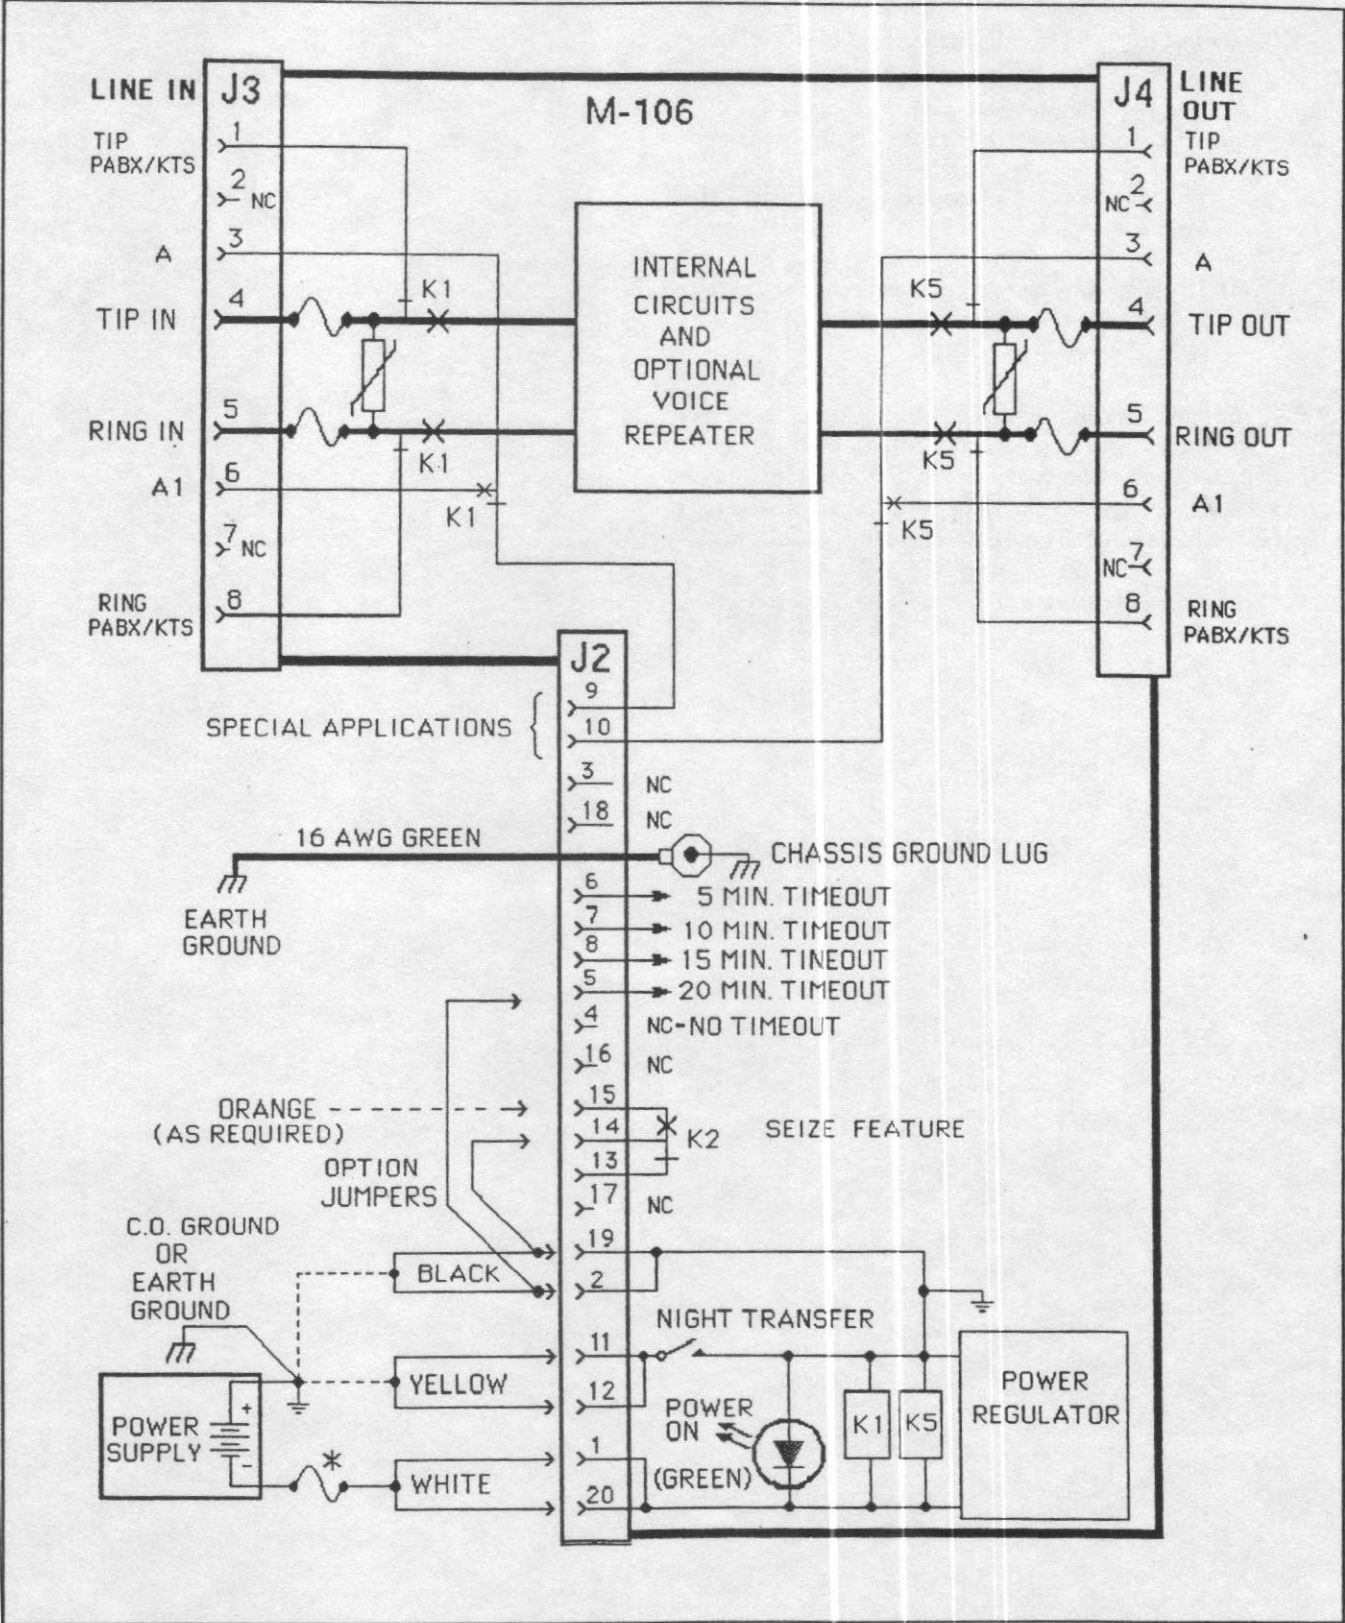 M-106
LINE IN
J3
1
TIP
PABX/KTS
2
NC
3
A
4
TIP IN
K1
5
RING IN
K1
6
A1
K1
7
NC
8
RING
PABX/KTS
INTERNAL
CIRCUITS
AND
OPTIONAL
VOICE
REPEATER
J4
LINE
OUT
1
TIP
PABX/KTS
NC 2
3
A
K5
4
TIP OUT
5
RING OUT
K5
6
A1
K5
NC 7
8
RING
PABX/KTS
J2
9
SPECIAL APPLICATIONS
10
3
NC
18
NC
16 AWG GREEN
CHASSIS GROUND LUG
EARTH
GROUND
6
5 MIN. TIMEOUT
7
10 MIN. TIMEOUT
8
15 MIN. TINEOUT
5
20 MIN. TIMEOUT
4
NC-NO TIMEOUT
16
NC
15
ORANGE
(AS REQUIRED)
14
K2
SEIZE FEATURE
13
OPTION
JUMPERS
17
NC
C.O. GROUND
OR
EARTH
GROUND
19
BLACK
2
NIGHT TRANSFER
11
YELLOW
12
POWER
SUPPLY
+
-
*
1
WHITE
20
POWER
ON
(GREEN)
K1
K5
POWER
REGULATOR